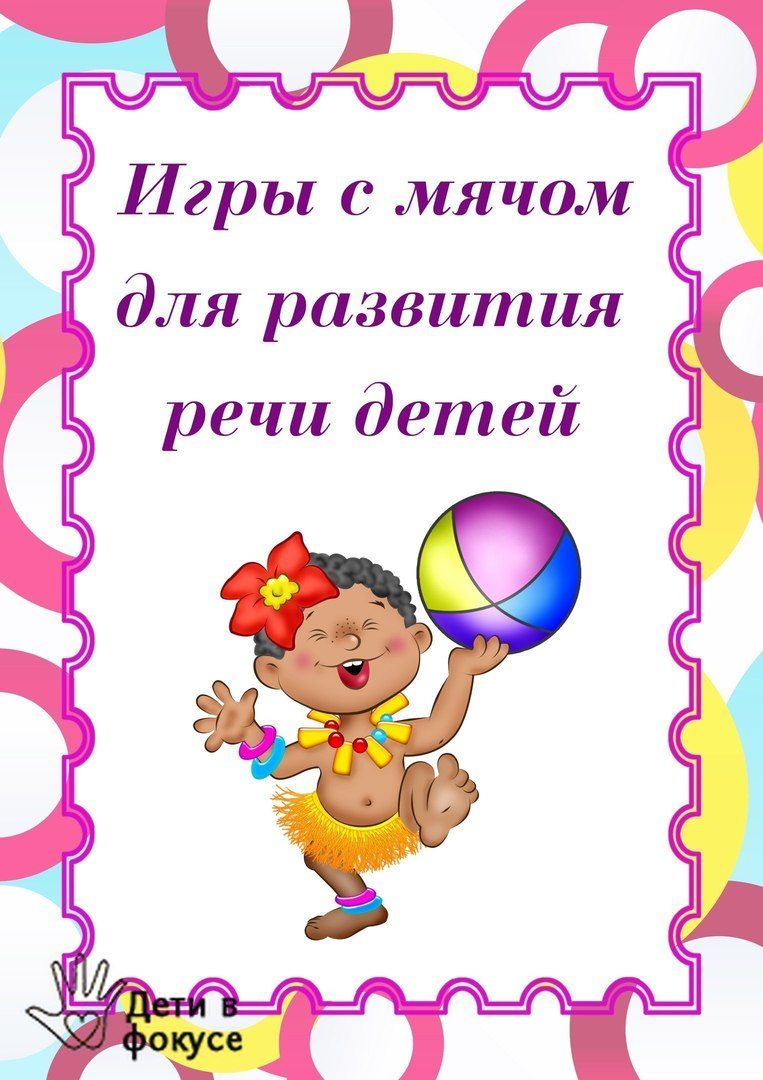 Игры с мячом
для развития
речи детей
Дети в
фокусе